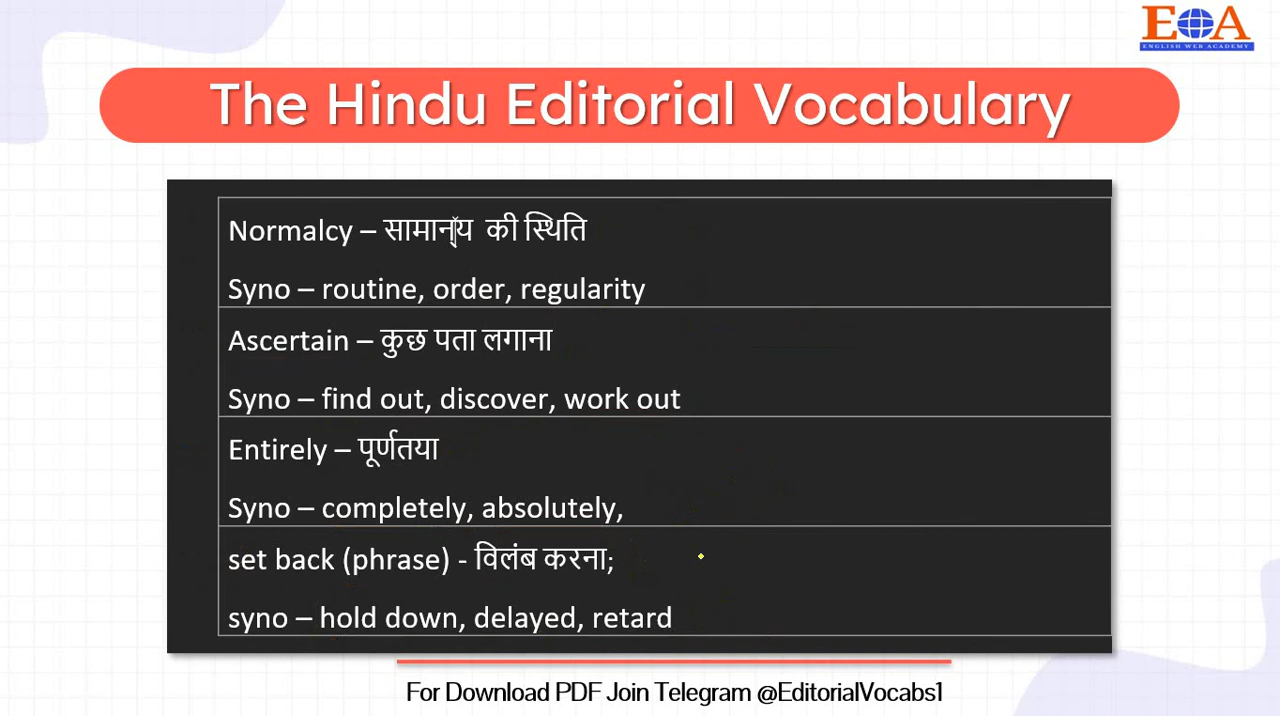 EWA
ENGLISH WEB ACADEMY
The Hindu Editorial Vocabulary
Normalcy – सामान्य की स्थिति
Syno – routine, order, regularity
Ascertain – कुछ पता लगाना
Syno – find out, discover, work out
Entirely – पूर्णतया
Syno – completely, absolutely,
set back (phrase) - विलंब करना;
syno – hold down, delayed, retard
For Download PDF Join Telegram @EditorialVocabs1